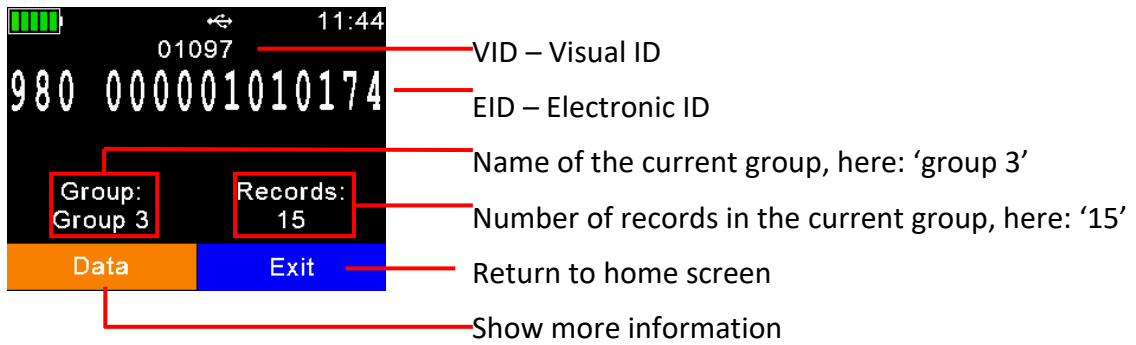 11:44
01097
VID – Visual ID
980 000001010174
EID – Electronic ID
Name of the current group, here: ‘group 3’
Group:
Group 3
Records:
15
Number of records in the current group, here: ‘15’
Data
Exit
Return to home screen
Show more information